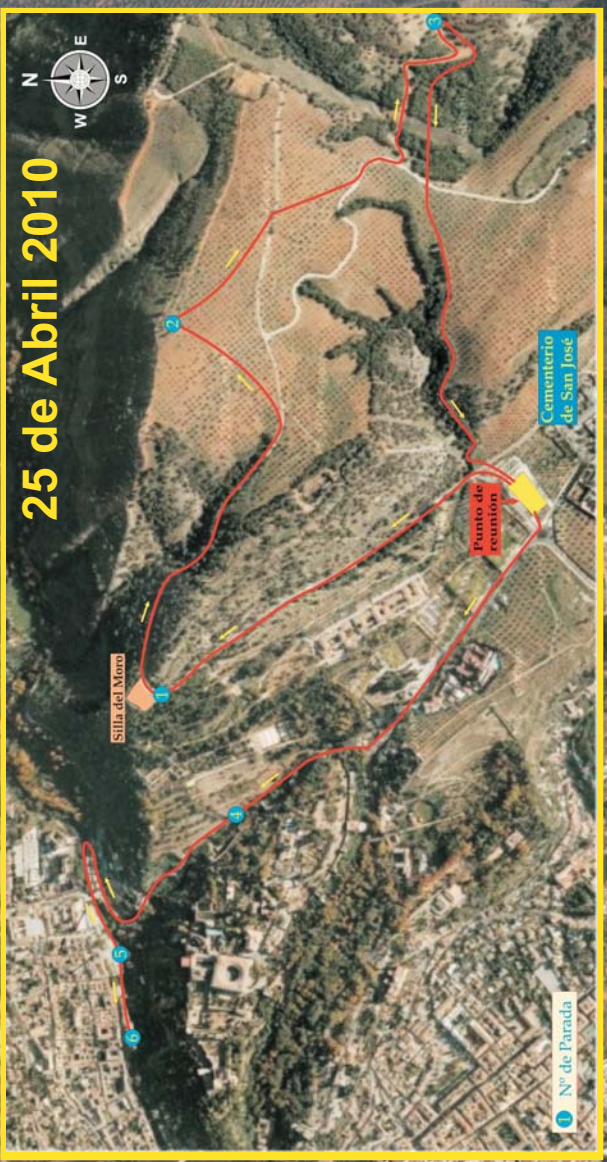 25 de Abril 2010
N
E
S
W
3
2
Silla del Moro
1
4
5
6
Punto de
reunión
Cementerio
de San José
1 Nº de Parada